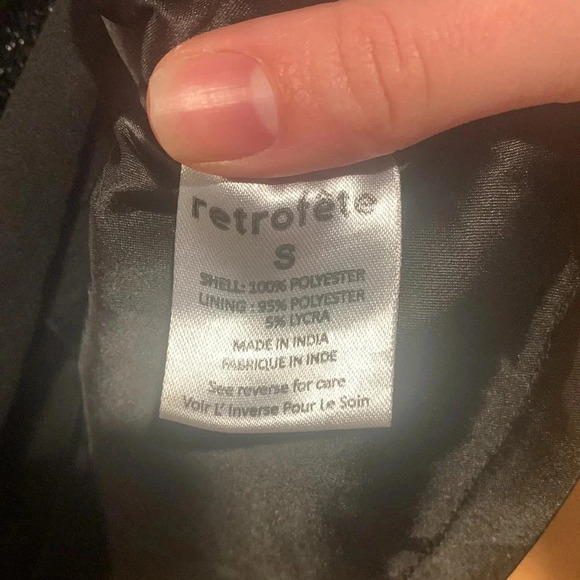 retrofête
S
SHELL: 100% POLYESTER
LINING : 95% POLYESTER
5% LYCRA
MADE IN INDIA
FABRIQUE IN INDE
See reverse for care
Voir L' Inverse Pour Le Soin